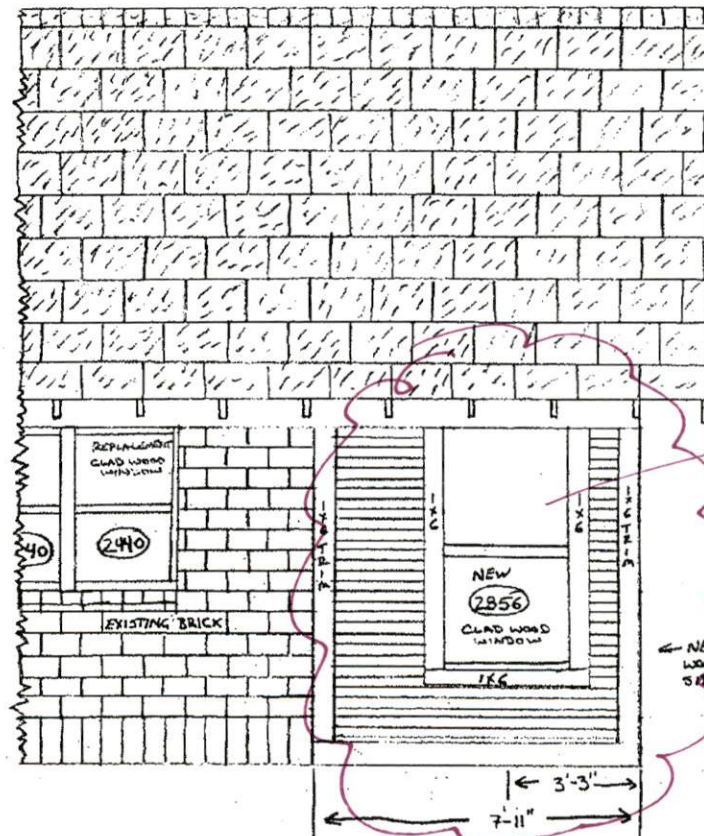 REPLACEMENT
CLAD WOOD
WINDOW
40
2440
EXISTING BRICK
1X6 TRIM
1X6
1X6
1X6 TRIM
NEW
2856
CLAD WOOD
WINDOW
1X6
3'-3"
7'-11"